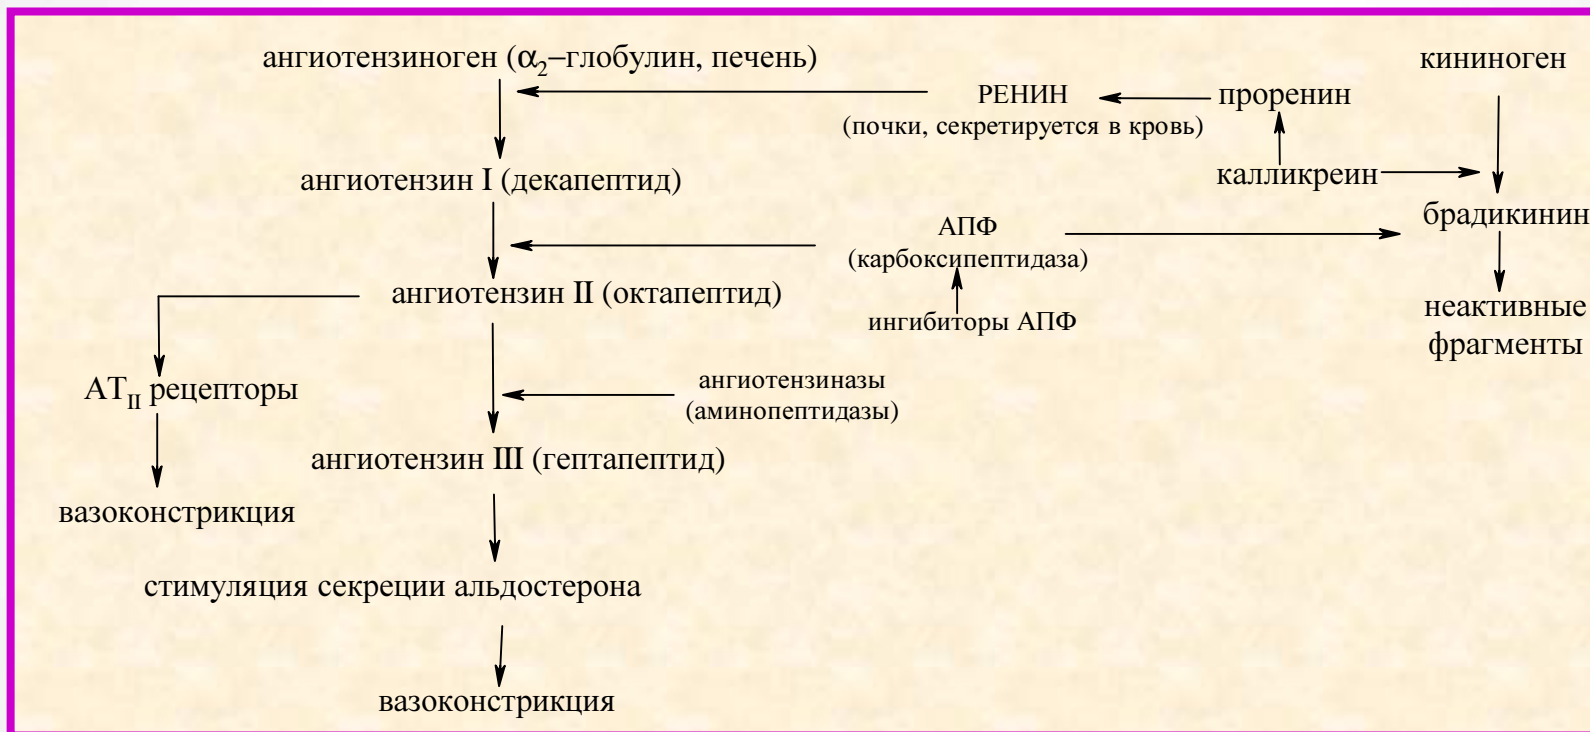 ангиотензиноген (α₂–глобулин, печень)
кининоген
РЕНИН
(почки, секретируется в кровь)
проренин
ангиотензин I (декапептид)
калликреин
брадикинин
АПФ
(карбоксипептидаза)
ангиотензин II (октапептид)
ингибиторы АПФ
неактивные
фрагменты
АТII рецепторы
ангиотензиназы
(аминопептидазы)
ангиотензин III (гептапептид)
вазоконстрикция
стимуляция секреции альдостерона
вазоконстрикция